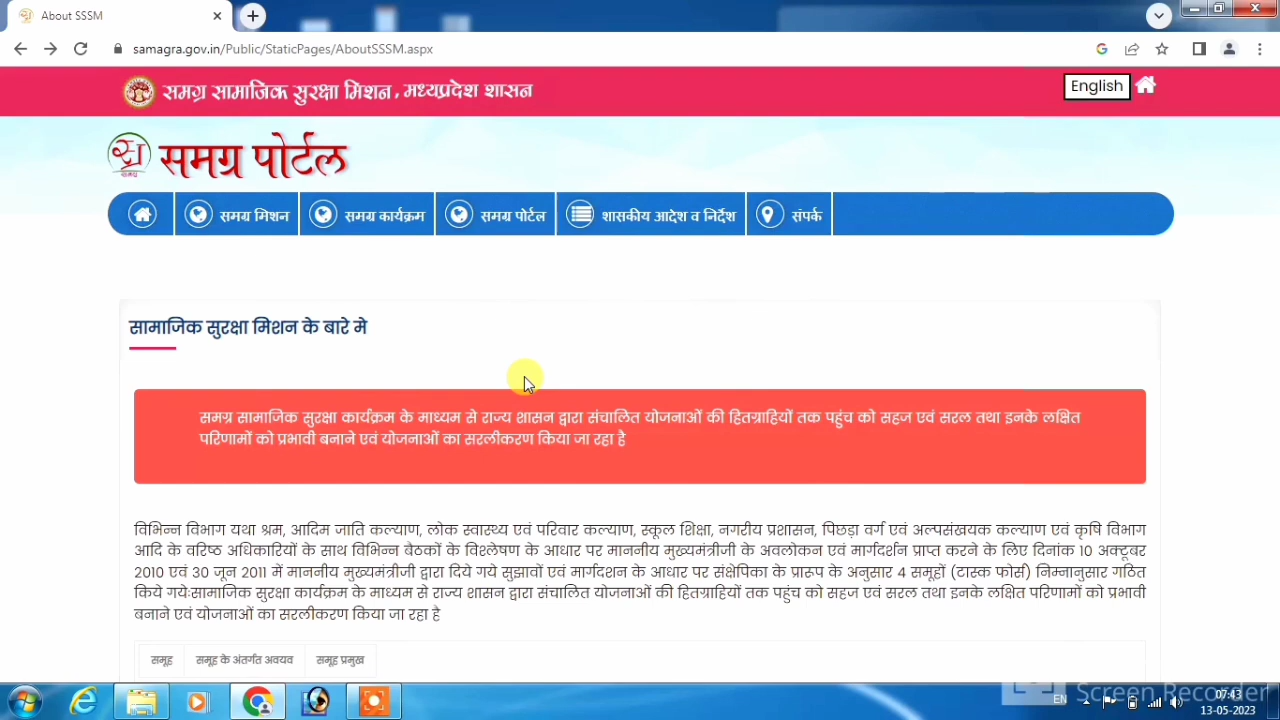 About SSSM
samagra.gov.in/Public/StaticPages/AboutSSSM.aspx
समग्र सामाजिक सुरक्षा मिशन, मध्यप्रदेश शासन
English
समग्र पोर्टल
समग्र मिशन
समग्र कार्यक्रम
समग्र पोर्टल
शासकीय आदेश व निर्देश
संपर्क
सामाजिक सुरक्षा मिशन के बारे मे
समग्र सामाजिक सुरक्षा कार्यक्रम के माध्यम से राज्य शासन द्वारा संचालित योजनाओं की हितग्राहियों तक पहुंच को सहज एवं सरल तथा इनके लक्षित
परिणामों को प्रभावी बनाने एवं योजनाओं का सरलीकरण किया जा रहा है
विभिन्न विभाग यथा श्रम, आदिम जाति कल्याण, लोक स्वास्थ्य एवं परिवार कल्याण, स्कूल शिक्षा, नगरीय प्रशासन, पिछड़ा वर्ग एवं अल्पसंख्यक कल्याण एवं कृषि विभाग
आदि के वरिष्ठ अधिकारियों के साथ विभिन्न बैठकों के विश्लेषण के आधार पर माननीय मुख्यमंत्रीजी के अवलोकन एवं मार्गदर्शन प्राप्त करने के लिए दिनांक 10 अक्टूबर
2010 एवं 30 जून 2011 में माननीय मुख्यमंत्रीजी द्वारा दिये गये सुझावों एवं मार्गदशन के आधार पर संक्षेपिका के प्रारूप के अनुसार 4 समूहों (टास्क फोर्स) निम्नानुसार गठित
किये गयेःसामाजिक सुरक्षा कार्यक्रम के माध्यम से राज्य शासन द्वारा संचालित योजनाओं की हितग्राहियों तक पहुंच को सहज एवं सरल तथा इनके लक्षित परिणामों को प्रभावी
बनाने एवं योजनाओं का सरलीकरण किया जा रहा है
समूह
समूह के अंतर्गत अवयव
समूह प्रमुख
EN
Screen Recorder
07:43
13-05-2023